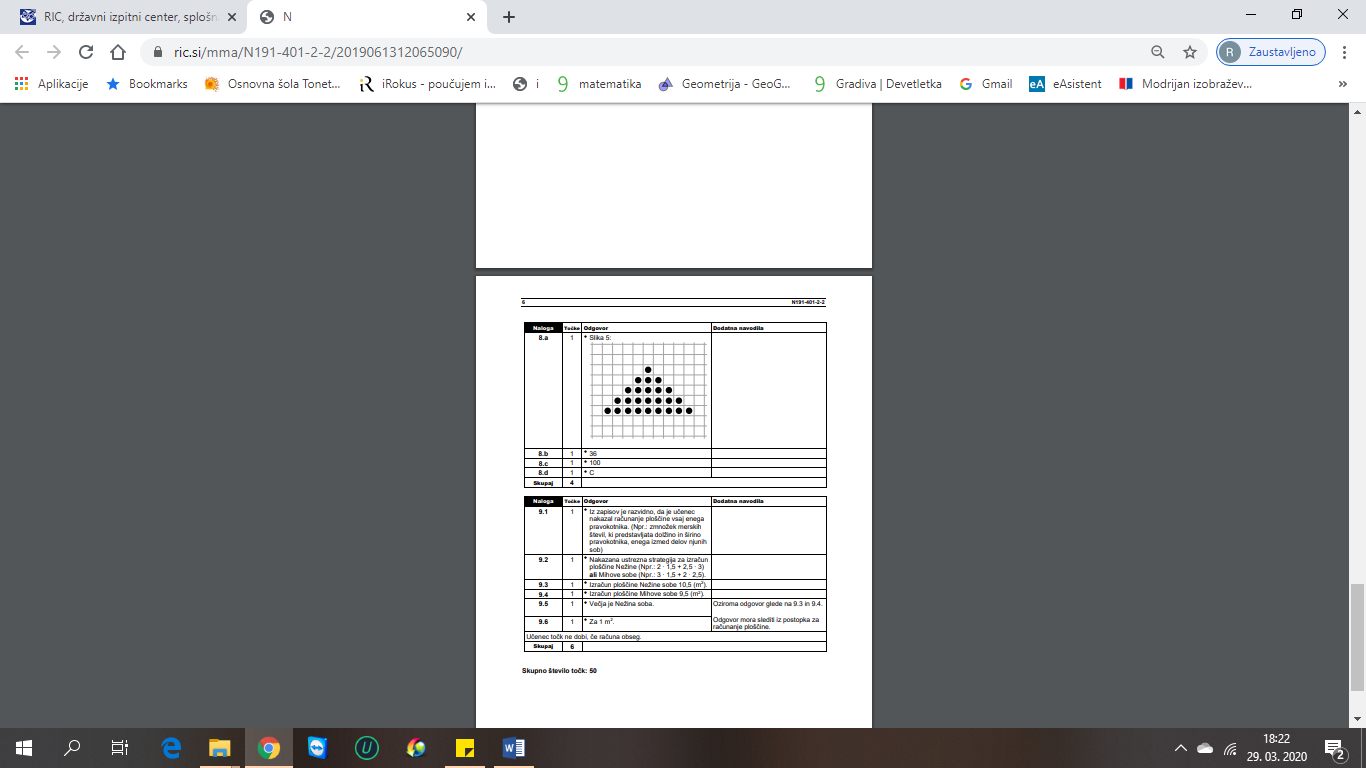 RIC, državni izpitni center, splošn
N
ric.si/mma/N191-401-2-2/2019061312065090/
R Zaustavljeno
Aplikacije Bookmarks Osnovna šola Tonet... iRokus - poučujem i... i 9 matematika Geometrija - GeoG... 9 Gradiva | Devetletka Gmail eA eAsistent Modrijan izobražev... »
6 N191-401-2-2
Naloga Točke Odgovor Dodatna navodila
8.a 1 Slika 5:
8.b 1 36
8.c 1 100
8.d 1 C
Skupaj 4
Naloga Točke Odgovor Dodatna navodila
9.1 1 Iz zapisov je razvidno, da je učenec
nakazal računanje ploščine vsaj enega
pravokotnika. (Npr.: zmnožek merskih
števil, ki predstavljata dolžino in širino
pravokotnika, enega izmed delov njunih
sob)
9.2 1 Nakazana ustrezna strategija za izračun
ploščine Nežine (Npr.: 2 · 1,5 + 2,5 · 3)
ali Mihove sobe (Npr.: 3 · 1,5 + 2 · 2,5).
9.3 1 Izračun ploščine Nežine sobe 10,5 (m²).
9.4 1 Izračun ploščine Mihove sobe 9,5 (m²).
9.5 1 Večja je Nežina soba. Oziroma odgovor glede na 9.3 in 9.4.
9.6 1 Za 1 m². Odgovor mora slediti iz postopka za
računanje ploščine.
Učenec točk ne dobi, če računa obseg.
Skupaj 6
Skupno število točk: 50
18:22
29. 03. 2020
2